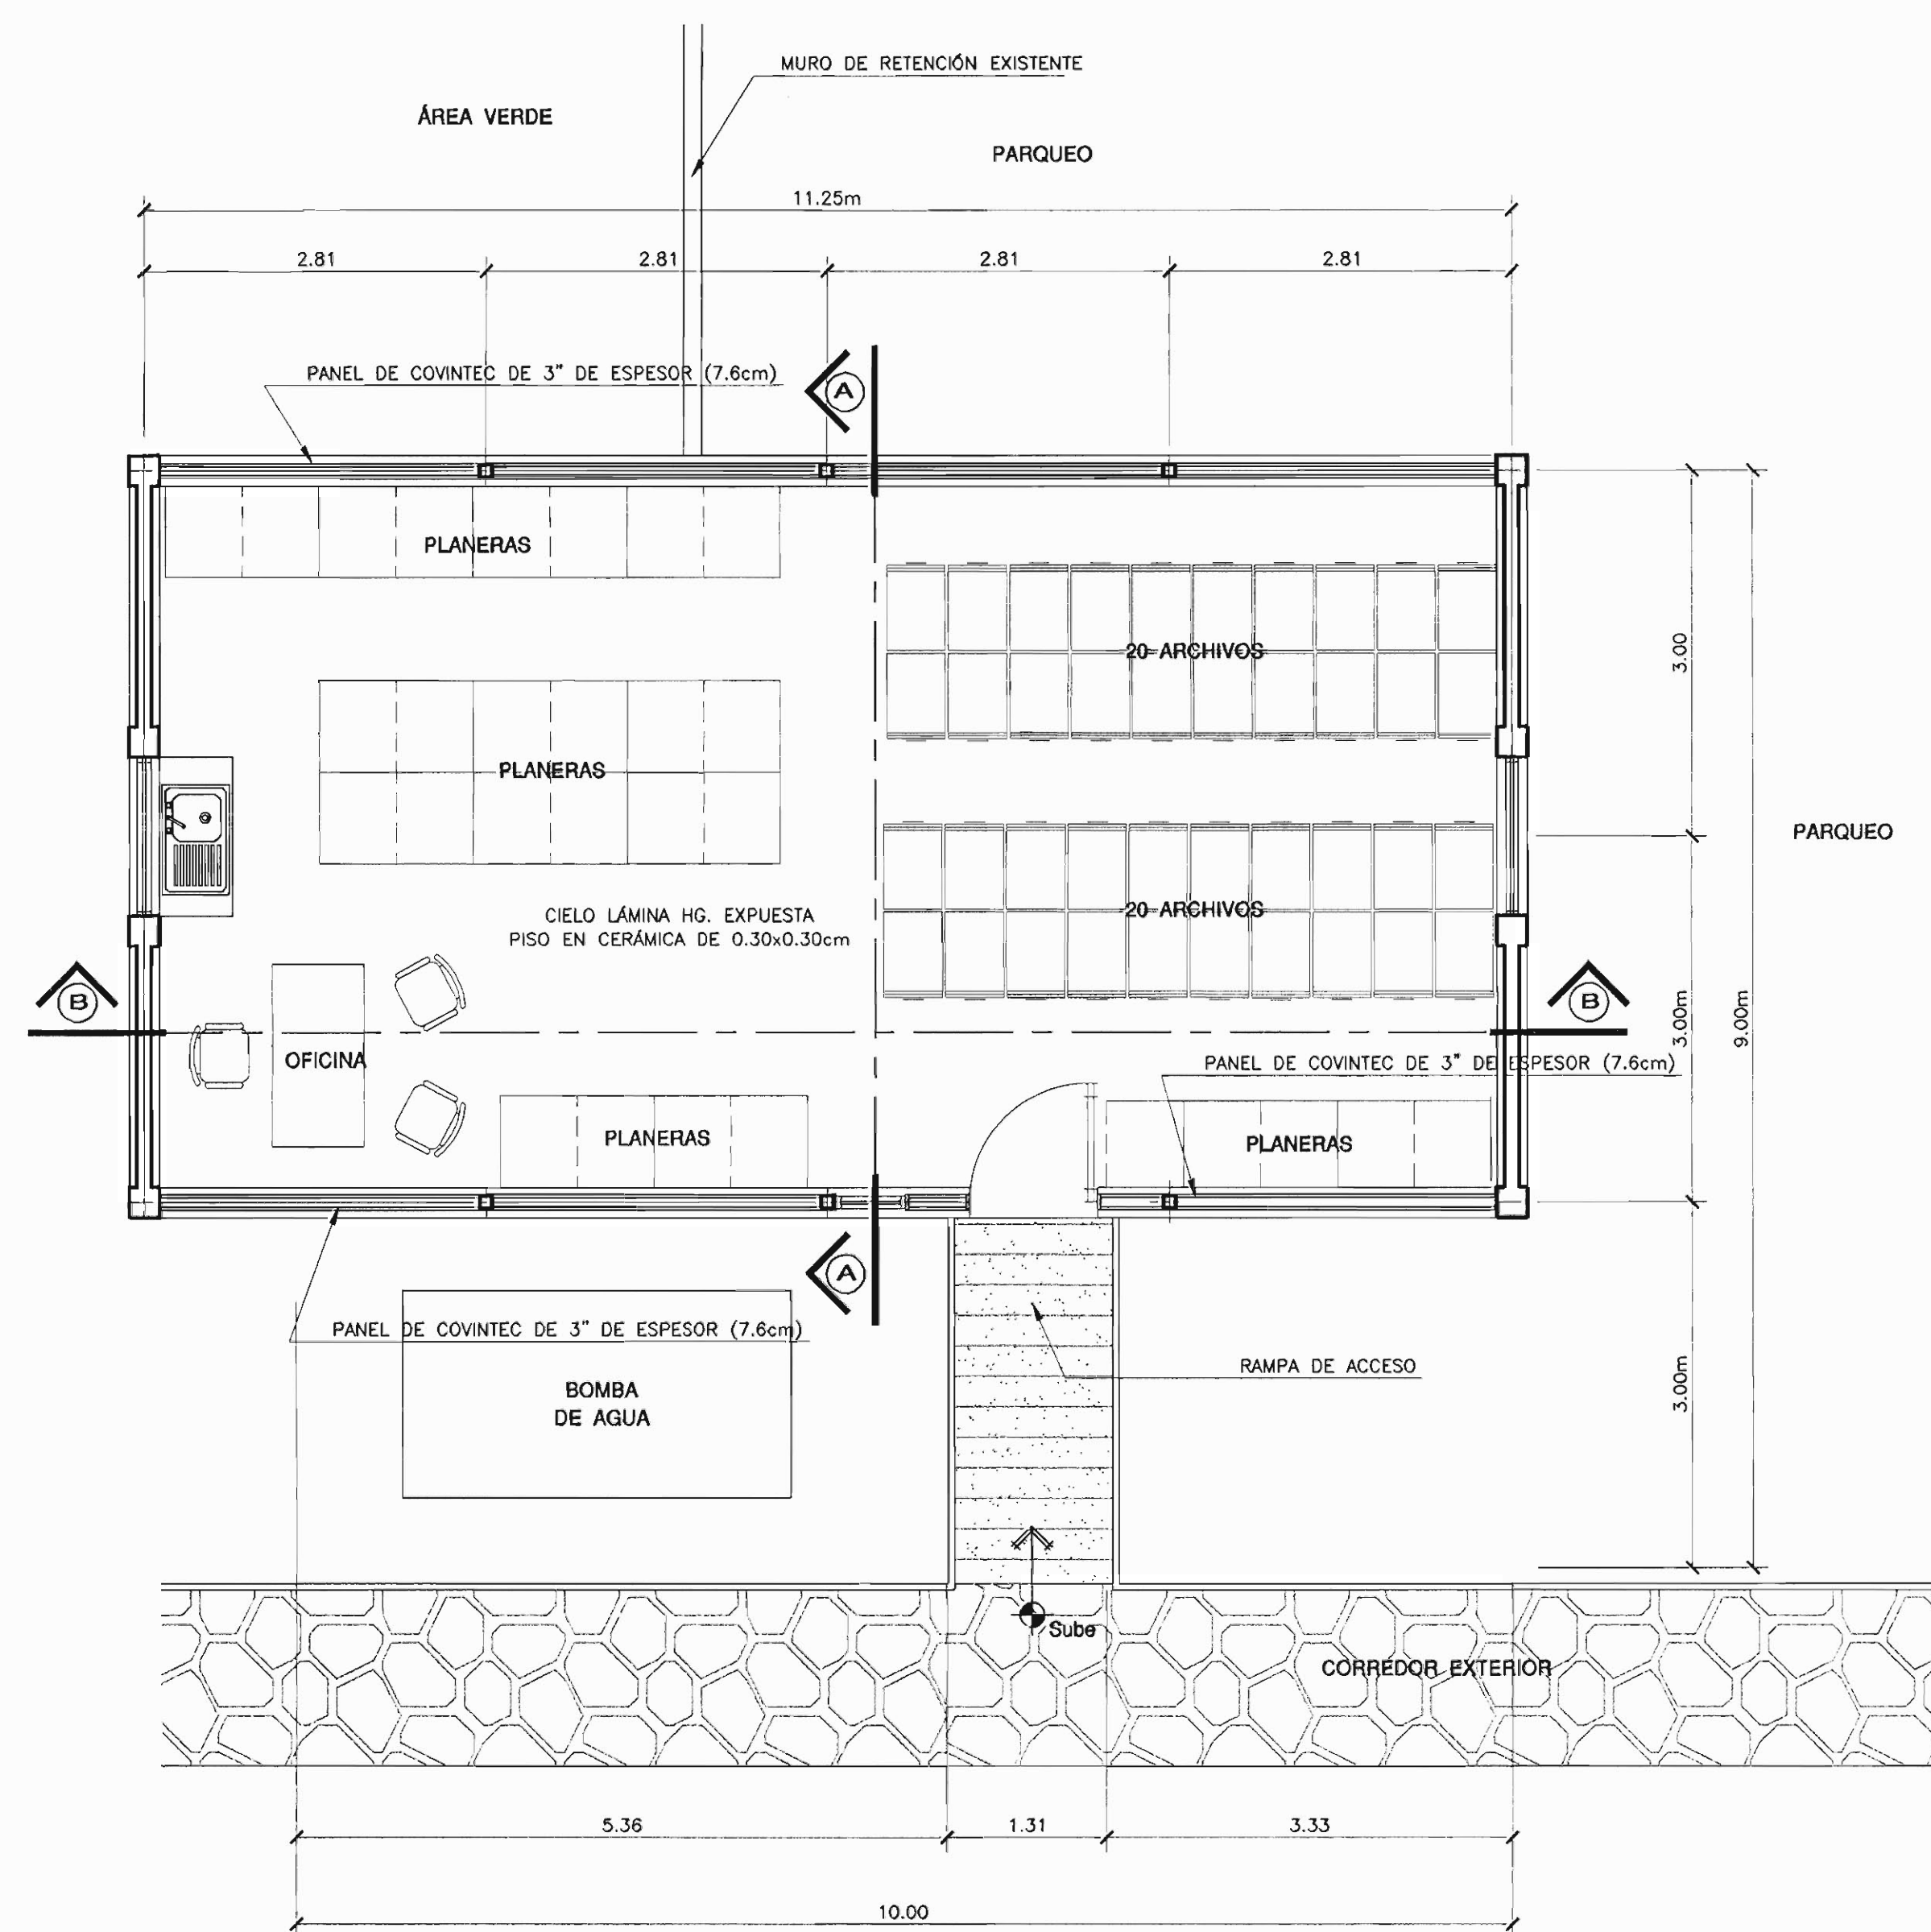 MURO DE RETENCIÓN EXISTENTE
ÁREA VERDE
PARQUEO
11.25m
2.81
2.81
2.81
2.81
PANEL DE COVINTEC DE 3" DE ESPESOR (7.6cm)
A
PLANERAS
20 ARCHIVOS
3.00
PLANERAS
PARQUEO
20 ARCHIVOS
CIELO LÁMINA HG. EXPUESTA
PISO EN CERÁMICA DE 0.30x0.30cm
B
B
3.00m
9.00m
OFICINA
PANEL DE COVINTEC DE 3" DE ESPESOR (7.6cm)
PLANERAS
PLANERAS
A
PANEL DE COVINTEC DE 3" DE ESPESOR (7.6cm)
RAMPA DE ACCESO
3.00m
BOMBA
DE AGUA
Sube
CORREDOR EXTERIOR
5.36
1.31
3.33
10.00